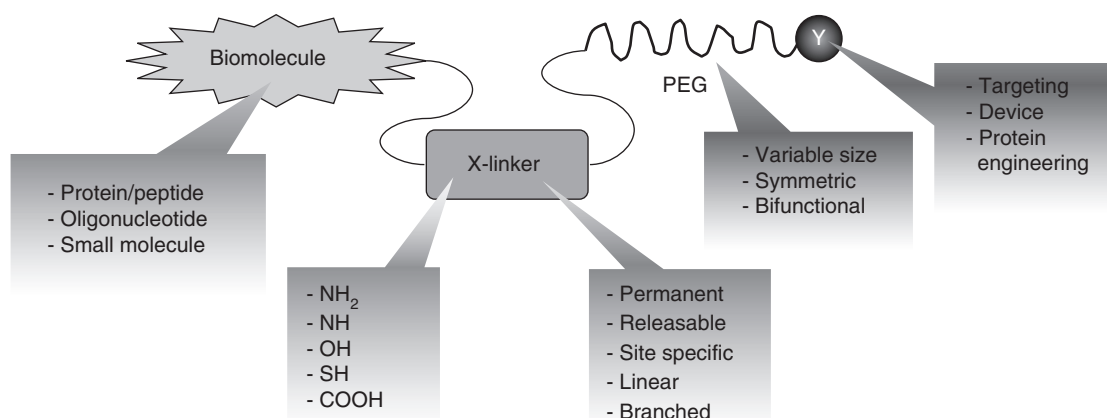 Biomolecule
Y
PEG
X-linker
- Targeting
- Device
- Protein
engineering
- Variable size
- Symmetric
- Bifunctional
- Protein/peptide
- Oligonucleotide
- Small molecule
- NH2
- NH
- OH
- SH
- COOH
- Permanent
- Releasable
- Site specific
- Linear
- Branched